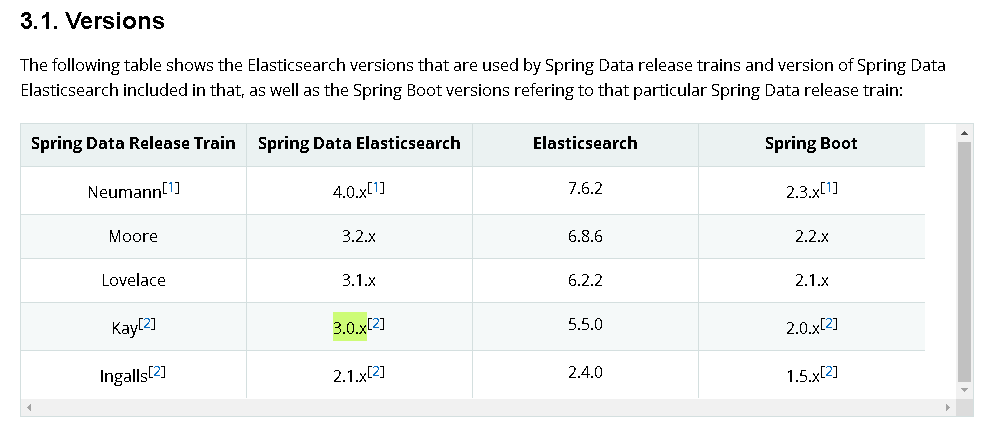 3.1. Versions
The following table shows the Elasticsearch versions that are used by Spring Data release trains and version of Spring Data
Elasticsearch included in that, as well as the Spring Boot versions refering to that particular Spring Data release train:
Spring Data Release Train Spring Data Elasticsearch Elasticsearch Spring Boot
Neumann[1] 4.0.x[1] 7.6.2 2.3.x[1]
Moore 3.2.x 6.8.6 2.2.x
Lovelace 3.1.x 6.2.2 2.1.x
Kay[2] 3.0.x[2] 5.5.0 2.0.x[2]
Ingalls[2] 2.1.x[2] 2.4.0 1.5.x[2]